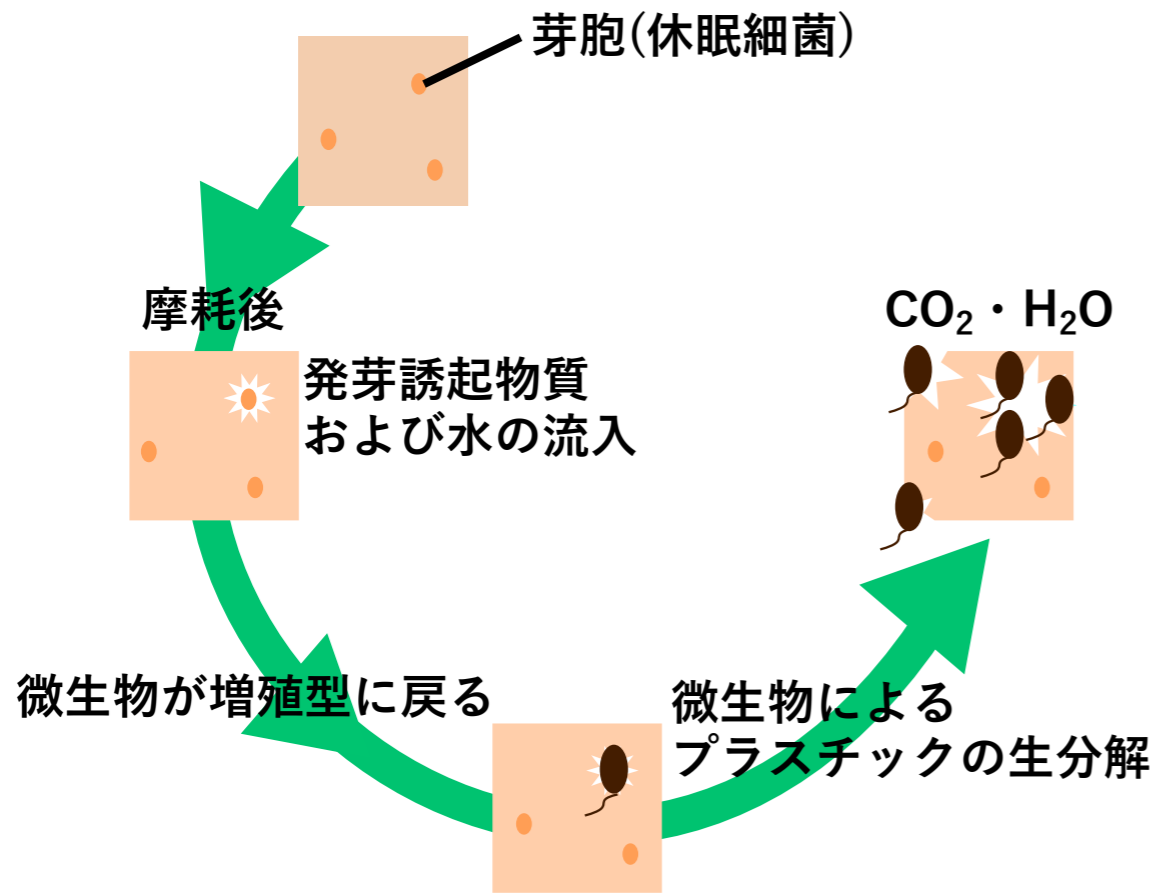 芽胞(休眠細菌)
摩耗後
発芽誘起物質
および水の流入
微生物が増殖型に戻る
微生物による
プラスチックの生分解
CO₂・H₂O